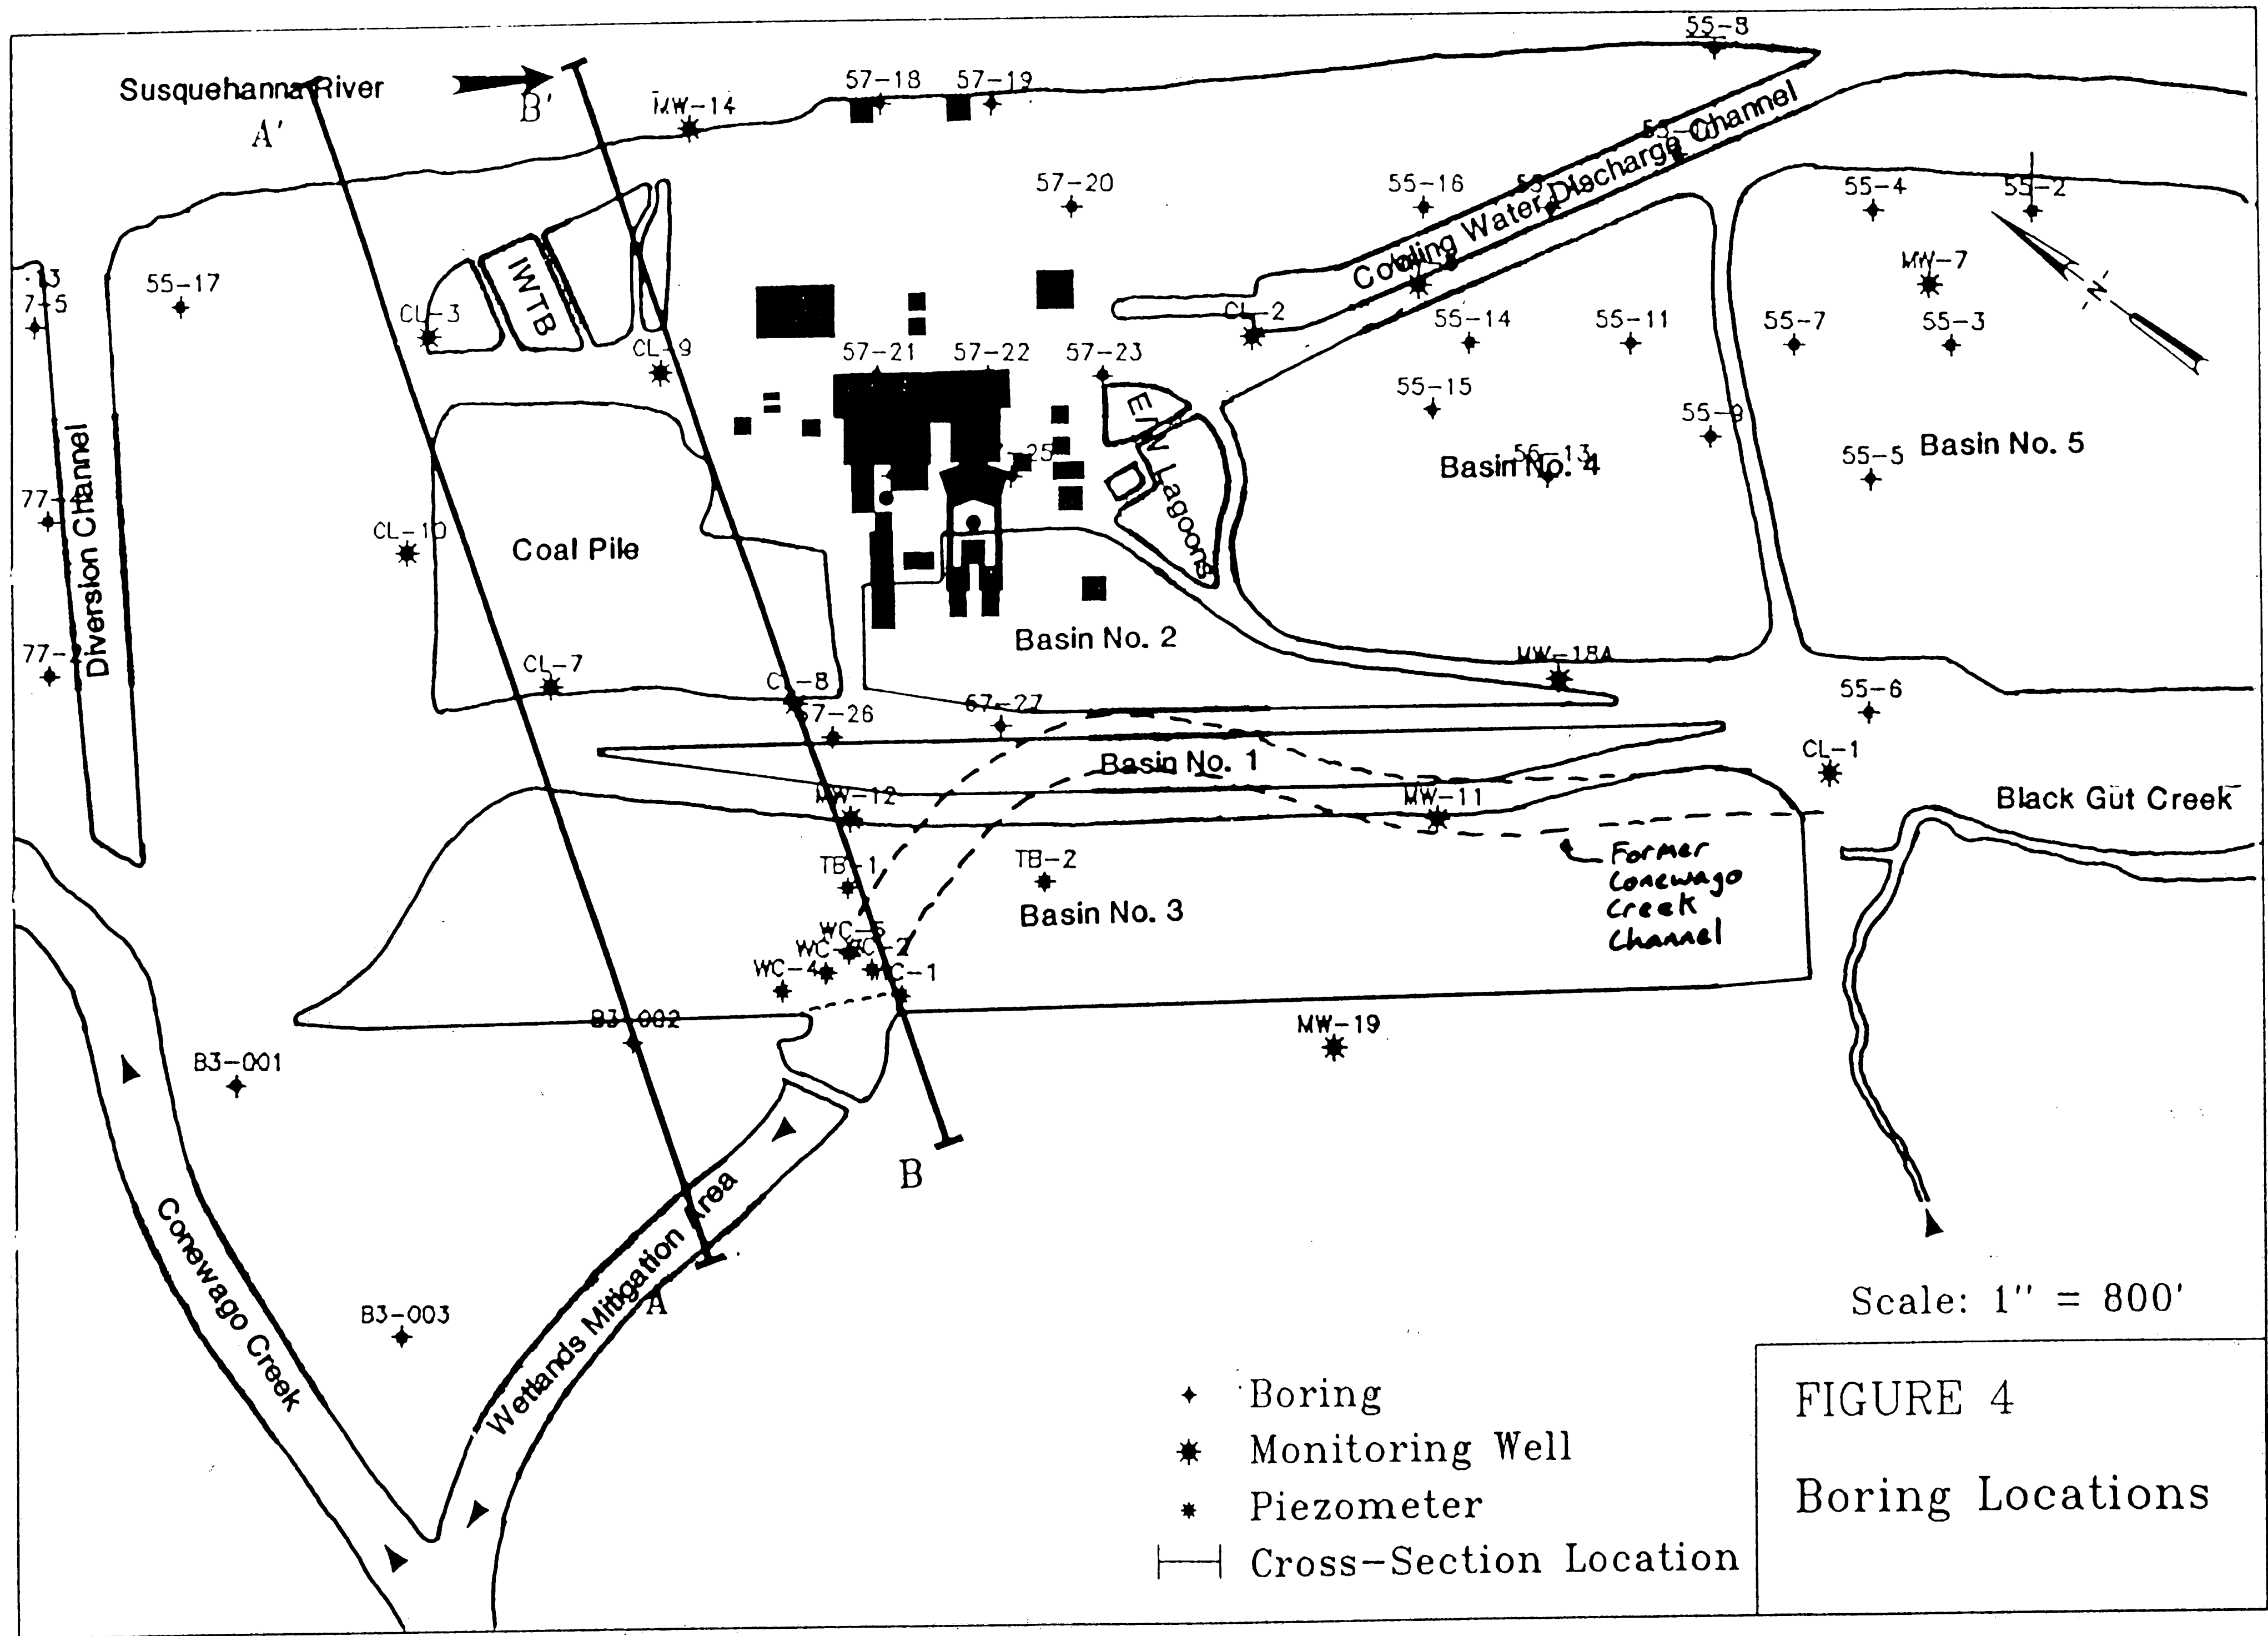 55-8
Susquehanna River
A'
B'
MW-14
57-18
57-19
Cooling Water Discharge Channel
57-20
55-16
55-4
55-2
MW-7
-N-
55-17
CL-3
IWTB
CL-9
CL-2
55-14
55-11
55-7
55-3
57-21
57-22
57-23
55-15
55-9
ERW Lagoons
Basin No. 4
55-13
55-5
Basin No. 5
Diversion Channel
CL-10
Coal Pile
Basin No. 2
CL-7
CL-8
MW-18A
57-26
57-27
55-6
Basin No. 1
CL-1
MW-12
MW-11
Black Gut Creek
TB-1
TB-2
Basin No. 3
Former
Conewago
Creek
Channel
WC-4
WC-1
B3-002
MW-19
B3-001
B
Wetlands Mitigation Area
A
Conewago Creek
B3-003
Scale: 1" = 800'
Boring
Monitoring Well
Piezometer
Cross-Section Location
FIGURE 4
Boring Locations